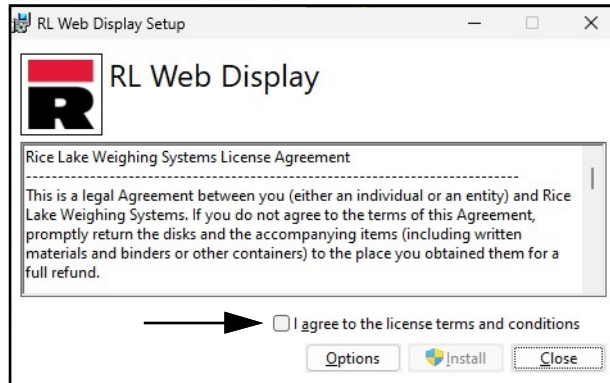 RL Web Display Setup
RL Web Display
Rice Lake Weighing Systems License Agreement
--------------------------------------------------------------------------------
This is a legal Agreement between you (either an individual or an entity) and Rice
Lake Weighing Systems. If you do not agree to the terms of this Agreement,
promptly return the disks and the accompanying items (including written
materials and binders or other containers) to the place you obtained them for a
full refund.
I agree to the license terms and conditions
Options Install Close